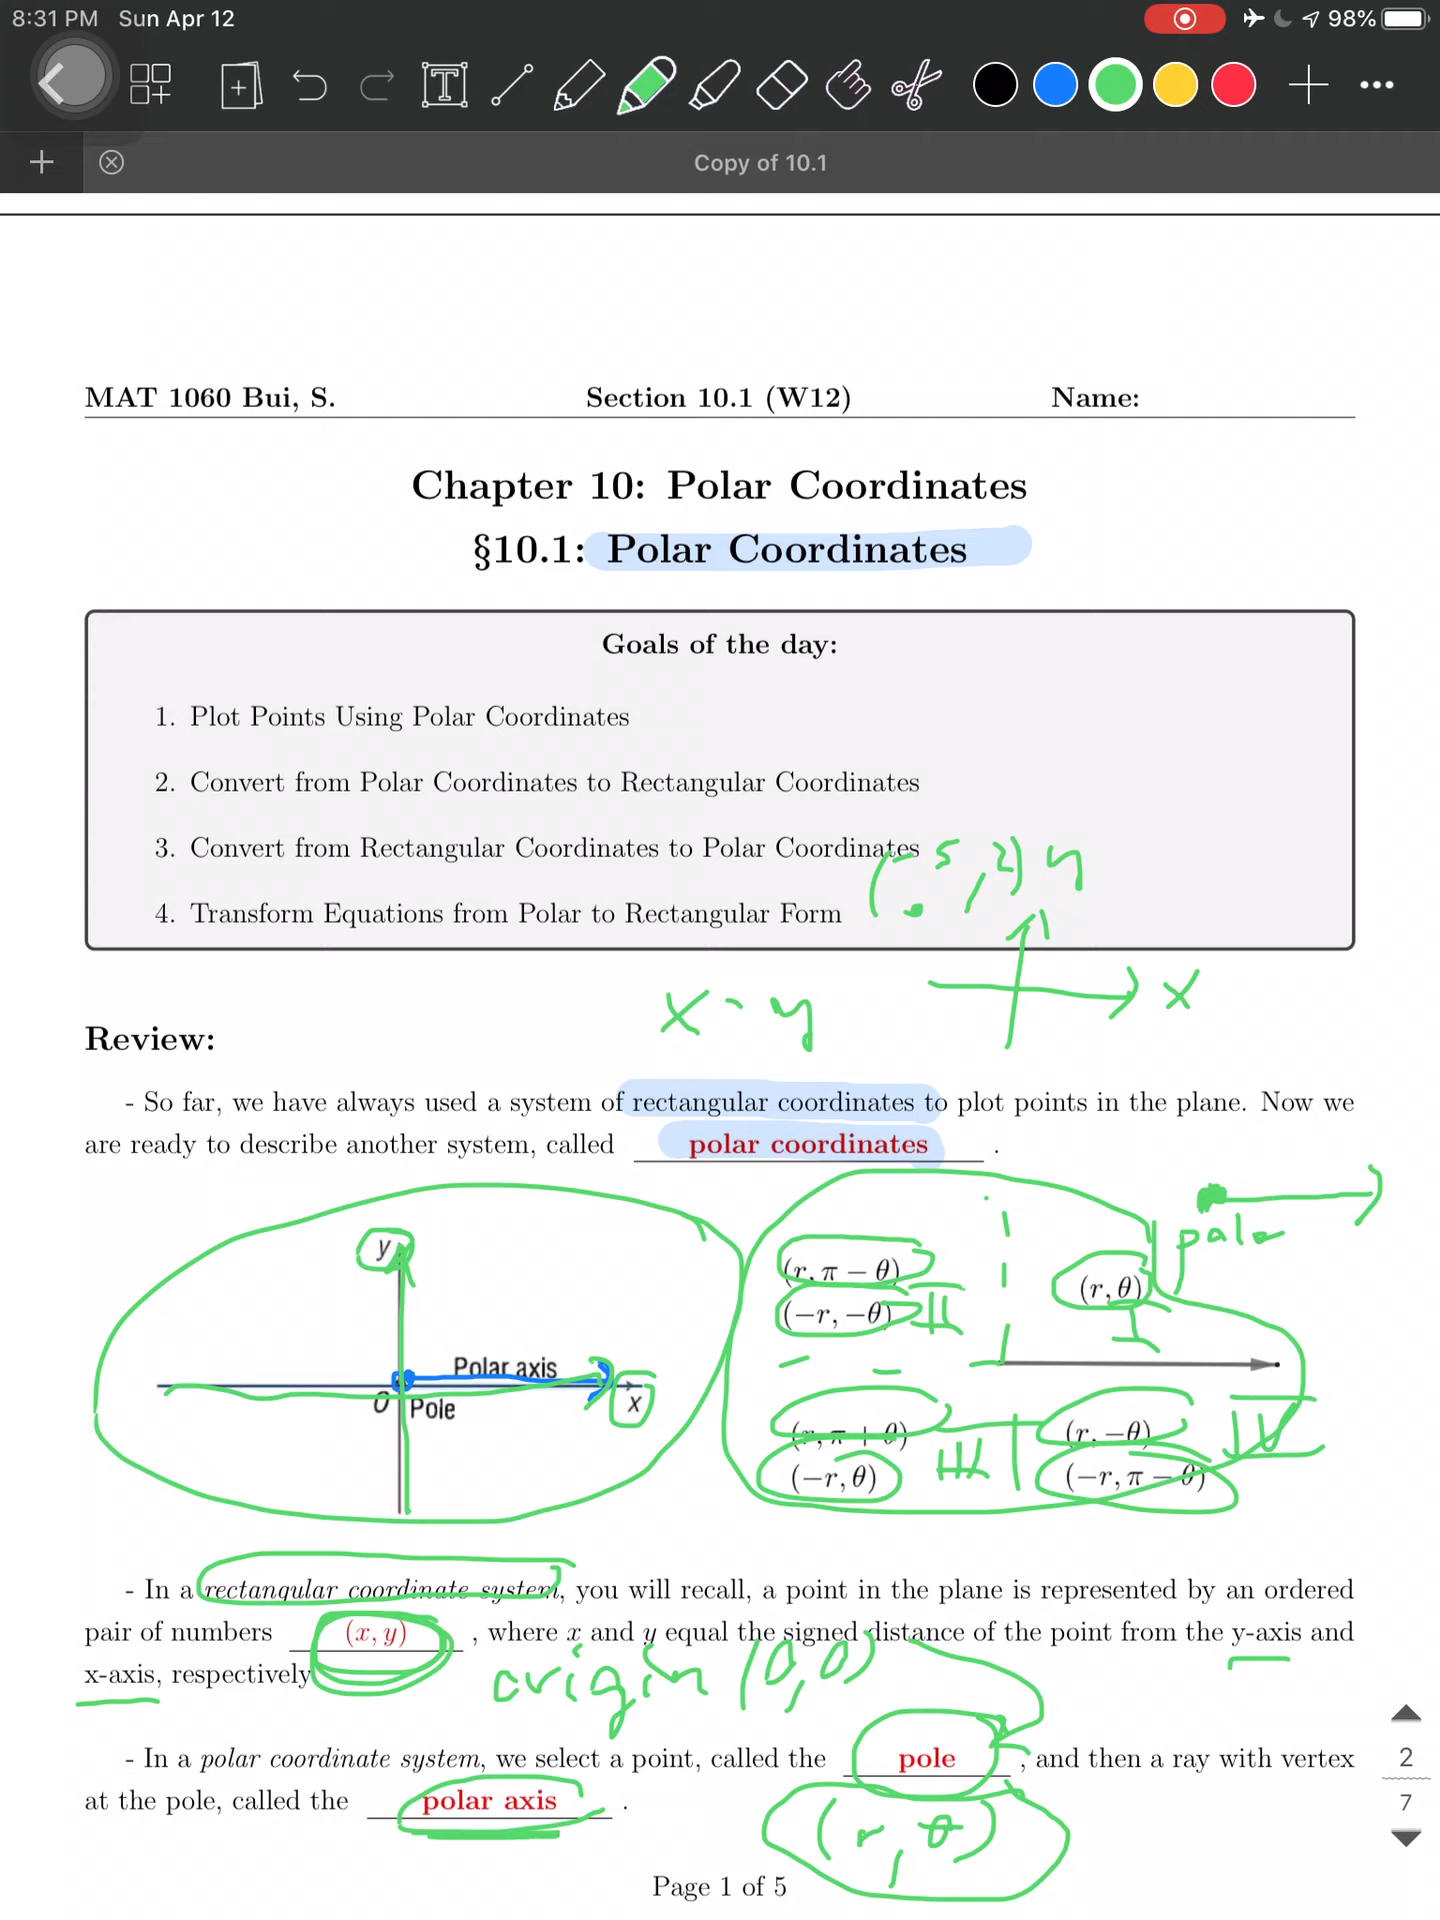 8:31 PM Sun Apr 12 98%
T
Copy of 10.1
MAT 1060 Bui, S. Section 10.1 (W12) Name:
Chapter 10: Polar Coordinates
§10.1: Polar Coordinates
Goals of the day:
1. Plot Points Using Polar Coordinates
2. Convert from Polar Coordinates to Rectangular Coordinates
3. Convert from Rectangular Coordinates to Polar Coordinates
(-5, 2) y
4. Transform Equations from Polar to Rectangular Form
x - y x
Review:
- So far, we have always used a system of rectangular coordinates to plot points in the plane. Now we
are ready to describe another system, called polar coordinates .
y
Polar axis
O Pole x
pole
(r, π − θ) (r, θ)
(−r, −θ) II I
(r, π + θ) (r, −θ) IV
(−r, θ) III (−r, π − θ)
- In a rectangular coordinate system, you will recall, a point in the plane is represented by an ordered
pair of numbers (x, y) , where x and y equal the signed distance of the point from the y-axis and
x-axis, respectively
origin (0,0)
- In a polar coordinate system, we select a point, called the pole , and then a ray with vertex
at the pole, called the polar axis .
(r, θ)
2
7
Page 1 of 5